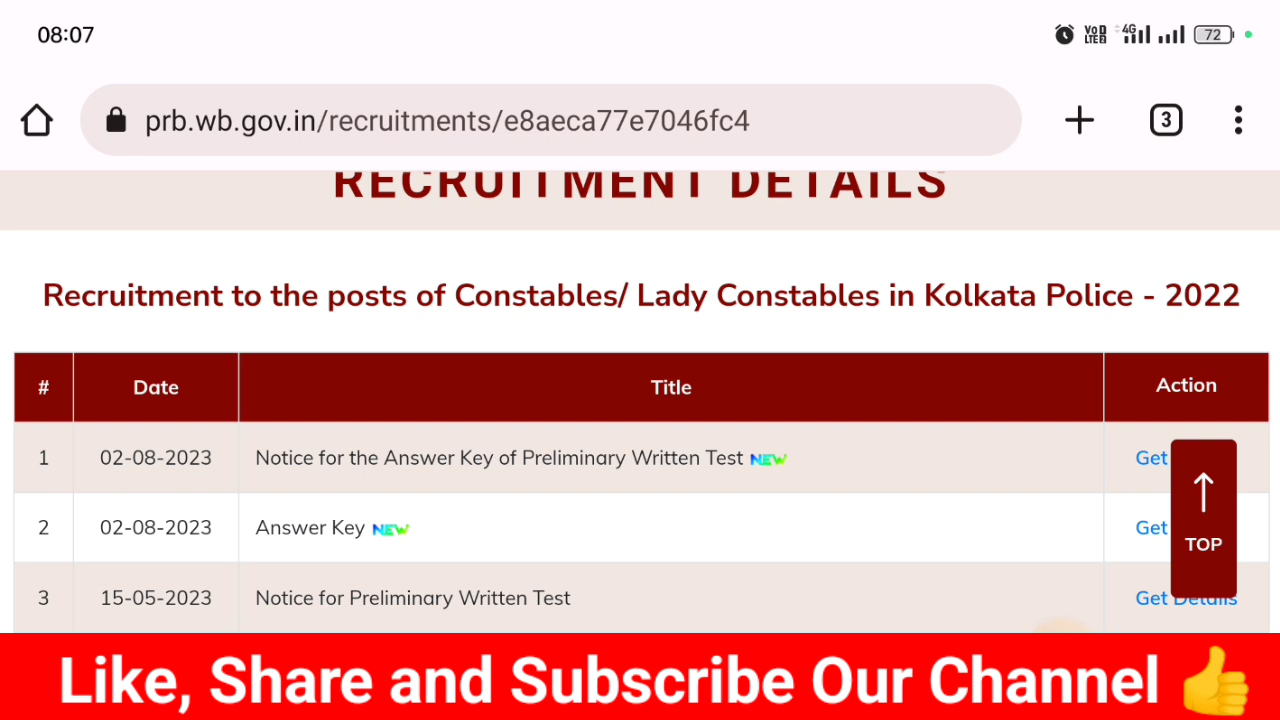 08:07
VoD LTE2 4G 72
prb.wb.gov.in/recruitments/e8aeca77e7046fc4
3
RECRUITMENT DETAILS
Recruitment to the posts of Constables/ Lady Constables in Kolkata Police - 2022
# Date Title Action
1 02-08-2023 Notice for the Answer Key of Preliminary Written Test NEW Get
2 02-08-2023 Answer Key NEW Get
3 15-05-2023 Notice for Preliminary Written Test Get Details
TOP
Like, Share and Subscribe Our Channel